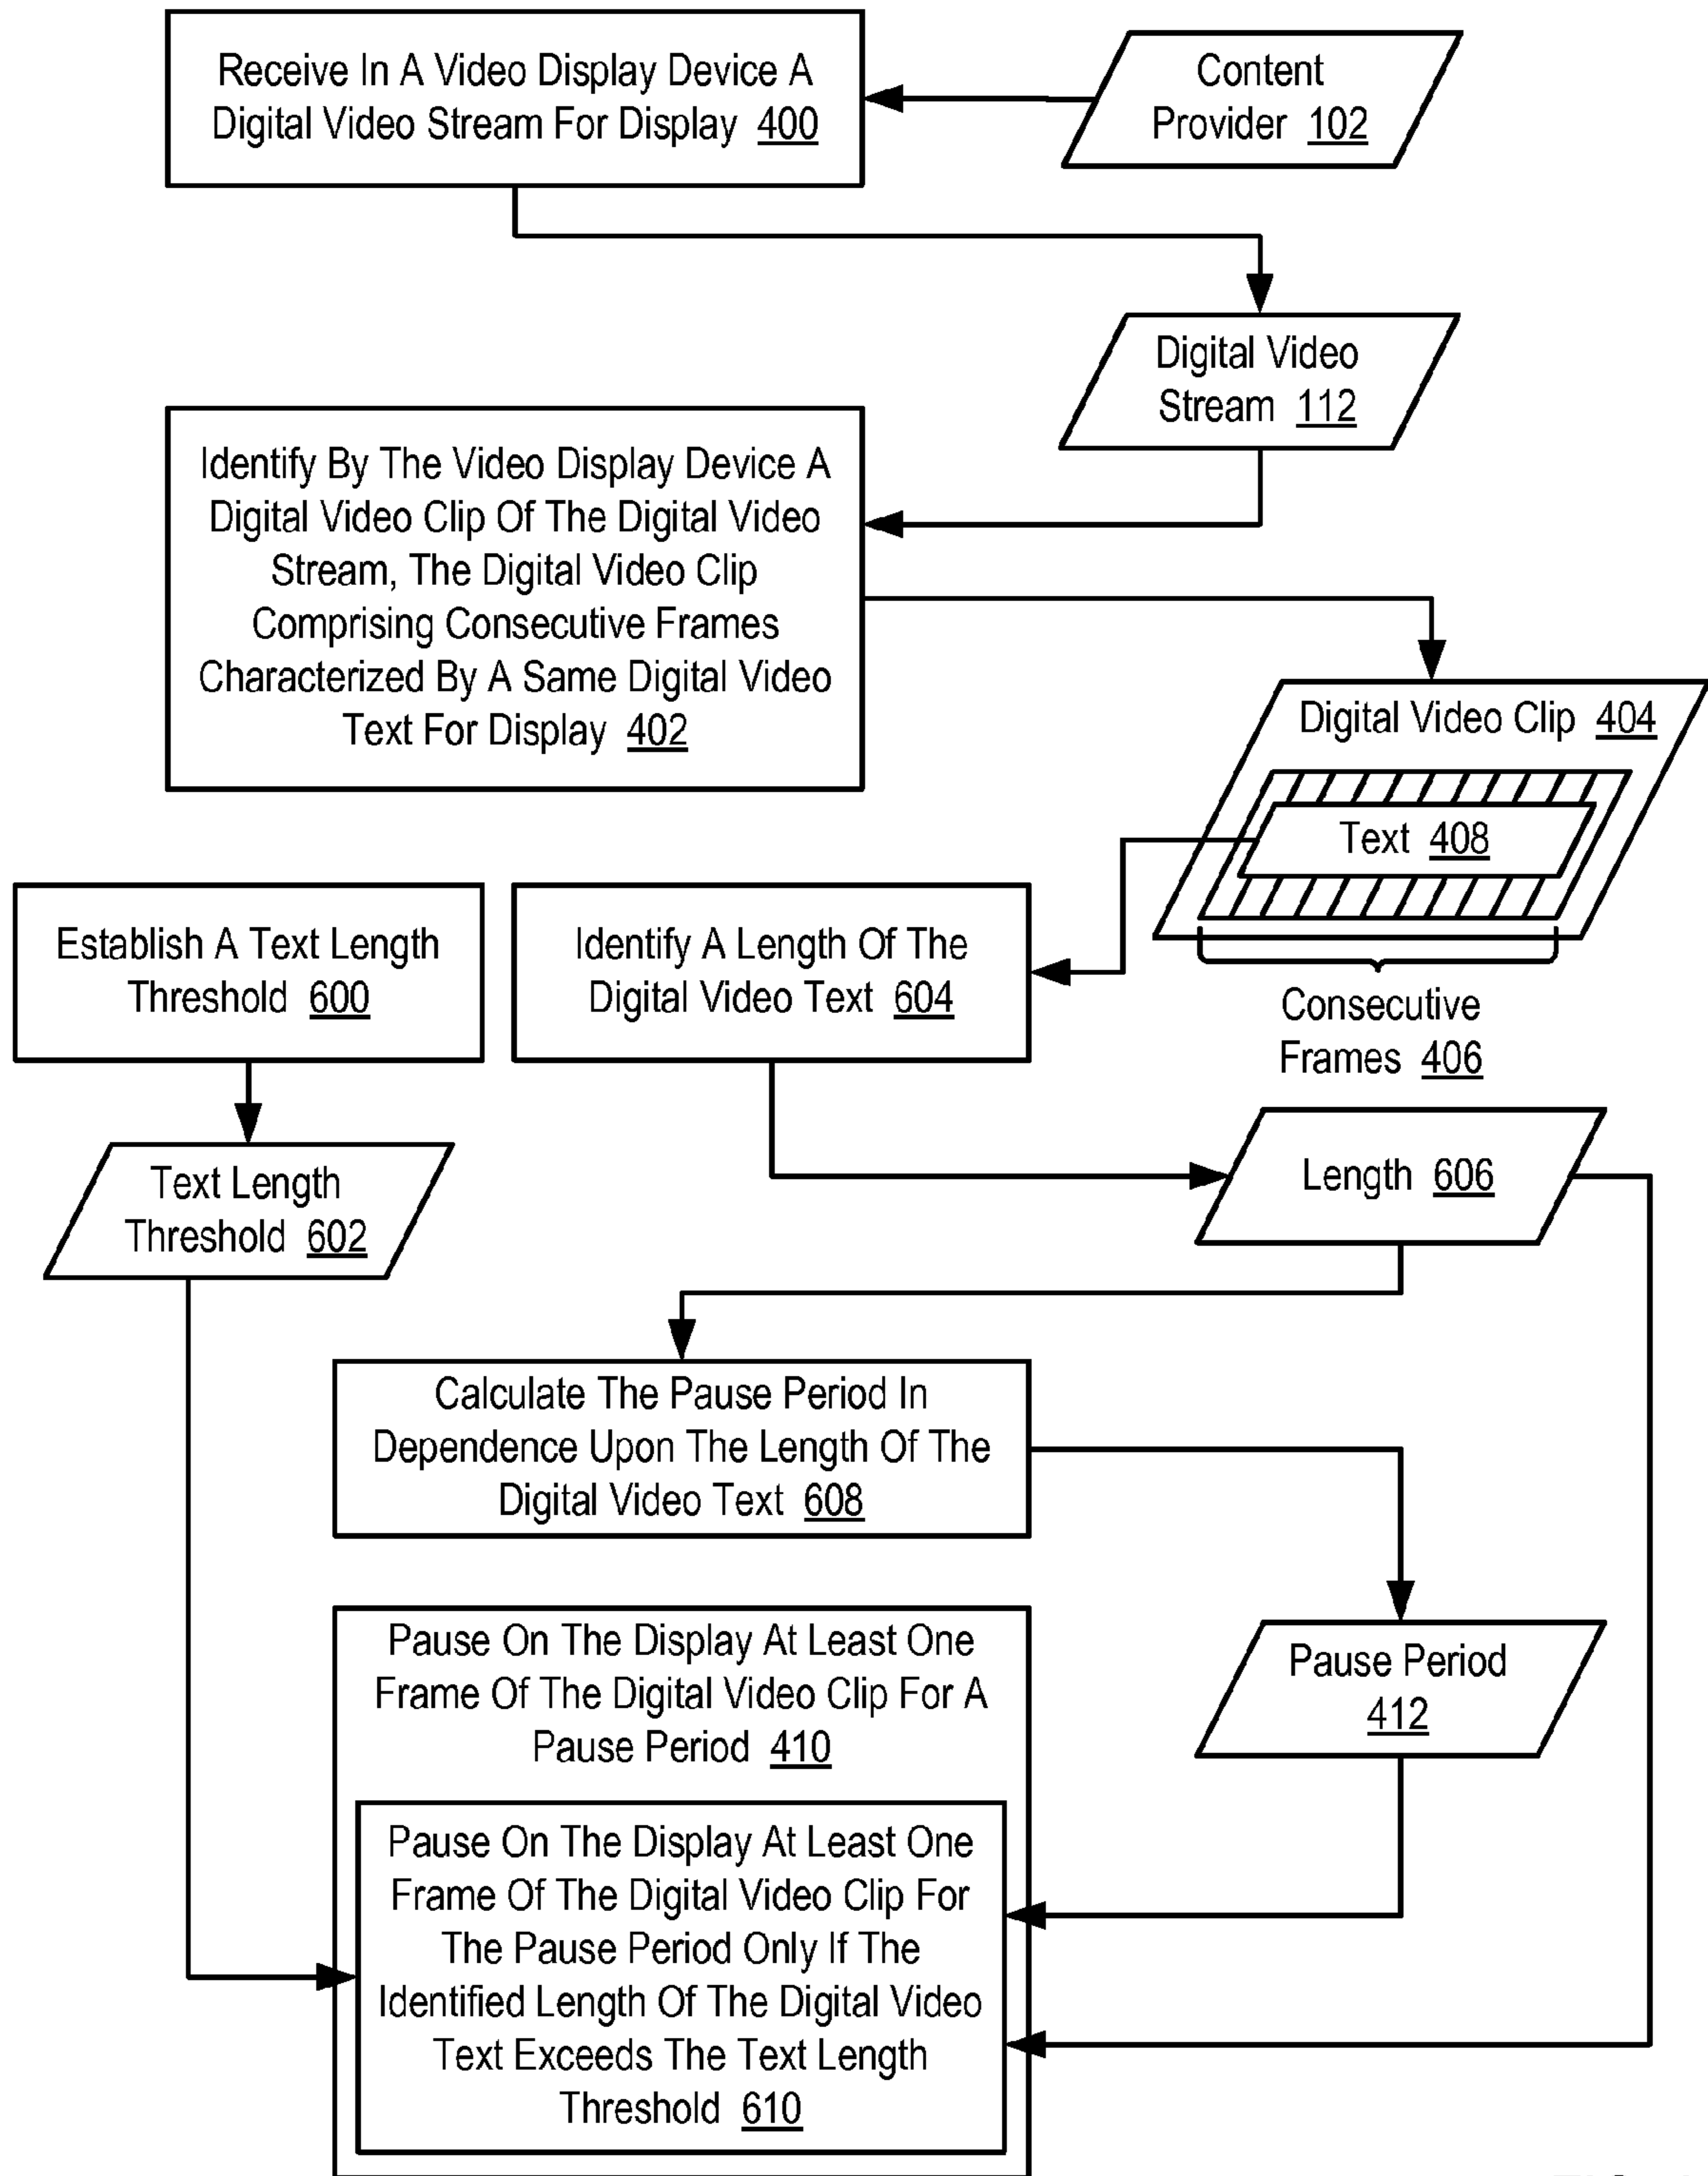 Receive In A Video Display Device A
Digital Video Stream For Display 400
Content
Provider 102
Digital Video
Stream 112
Identify By The Video Display Device A
Digital Video Clip Of The Digital Video
Stream, The Digital Video Clip
Comprising Consecutive Frames
Characterized By A Same Digital Video
Text For Display 402
Digital Video Clip 404
Text 408
Consecutive
Frames 406
Establish A Text Length
Threshold 600
Identify A Length Of The
Digital Video Text 604
Text Length
Threshold 602
Length 606
Calculate The Pause Period In
Dependence Upon The Length Of The
Digital Video Text 608
Pause Period
412
Pause On The Display At Least One
Frame Of The Digital Video Clip For A
Pause Period 410
Pause On The Display At Least One
Frame Of The Digital Video Clip For
The Pause Period Only If The
Identified Length Of The Digital Video
Text Exceeds The Text Length
Threshold 610